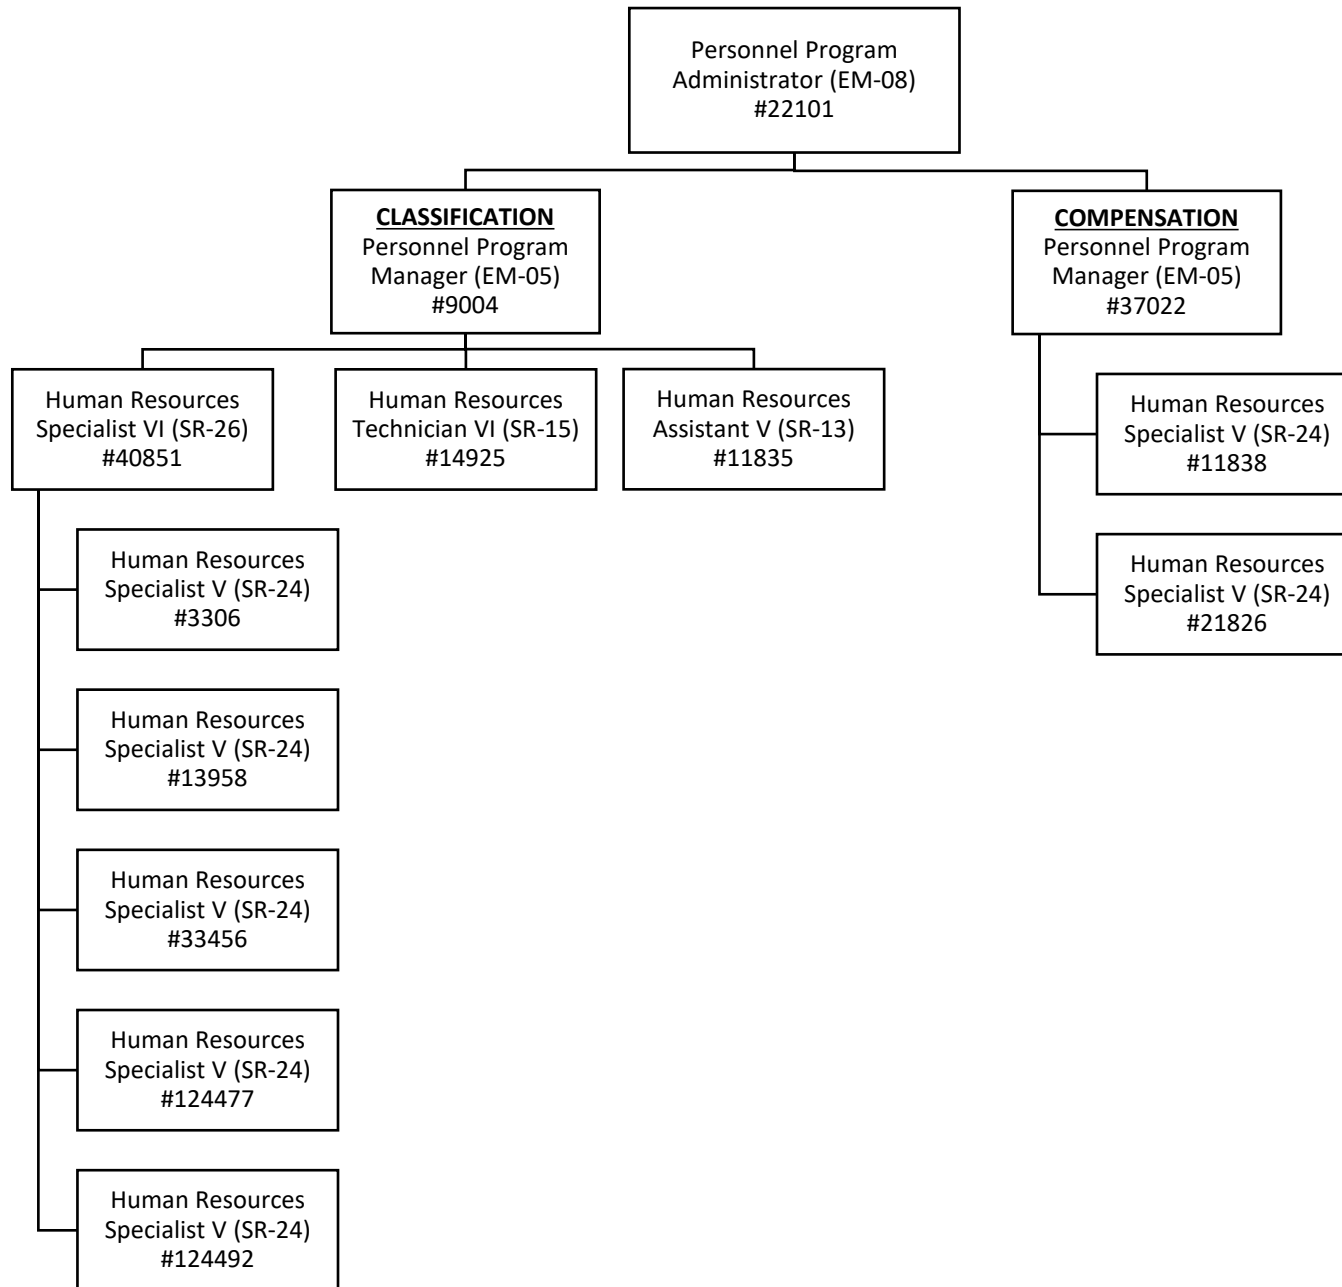 Personnel Program
Administrator (EM-08)
#22101
CLASSIFICATION
Personnel Program
Manager (EM-05)
#9004
COMPENSATION
Personnel Program
Manager (EM-05)
#37022
Human Resources
Specialist VI (SR-26)
#40851
Human Resources
Technician VI (SR-15)
#14925
Human Resources
Assistant V (SR-13)
#11835
Human Resources
Specialist V (SR-24)
#11838
Human Resources
Specialist V (SR-24)
#21826
Human Resources
Specialist V (SR-24)
#3306
Human Resources
Specialist V (SR-24)
#13958
Human Resources
Specialist V (SR-24)
#33456
Human Resources
Specialist V (SR-24)
#124477
Human Resources
Specialist V (SR-24)
#124492